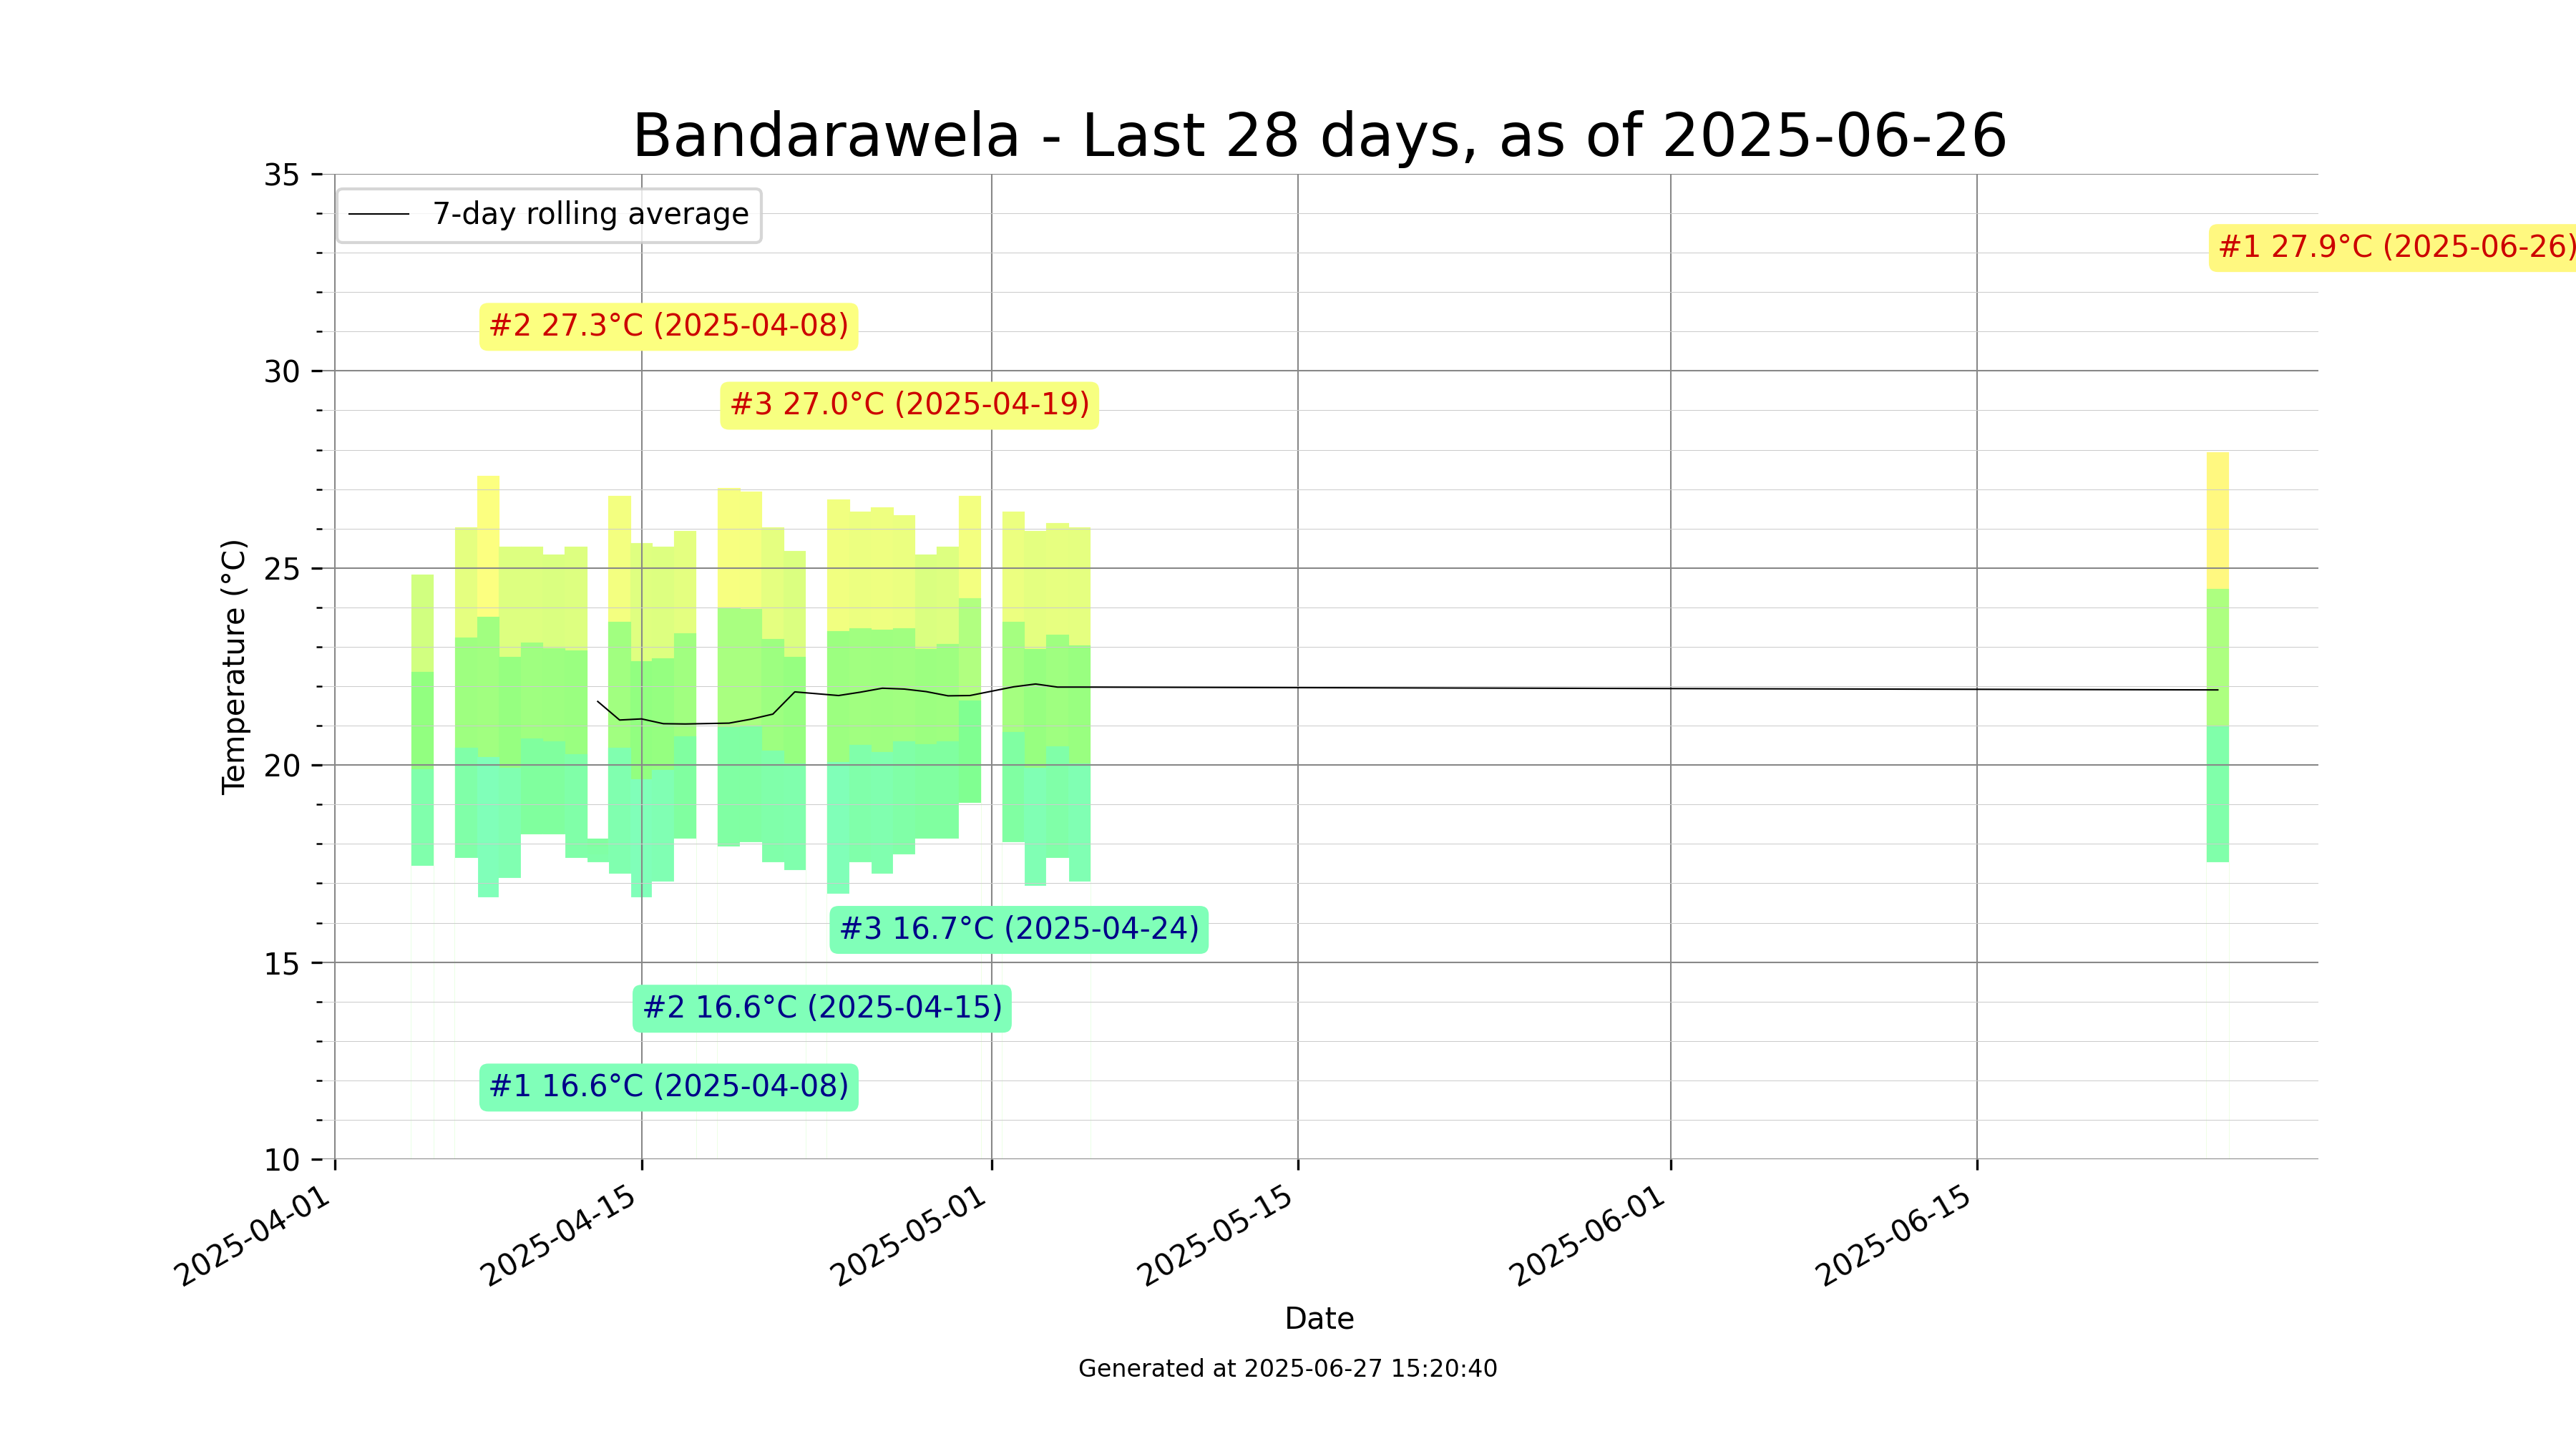 Bandarawela - Last 28 days, as of 2025-06-26
35
7-day rolling average
#1 27.9°C (2025-06-26)
#2 27.3°C (2025-04-08)
30
#3 27.0°C (2025-04-19)
25
Temperature (°C)
20
#3 16.7°C (2025-04-24)
15
#2 16.6°C (2025-04-15)
#1 16.6°C (2025-04-08)
10
2025-04-01
2025-04-15
2025-05-01
2025-05-15
2025-06-01
2025-06-15
Date
Generated at 2025-06-27 15:20:40